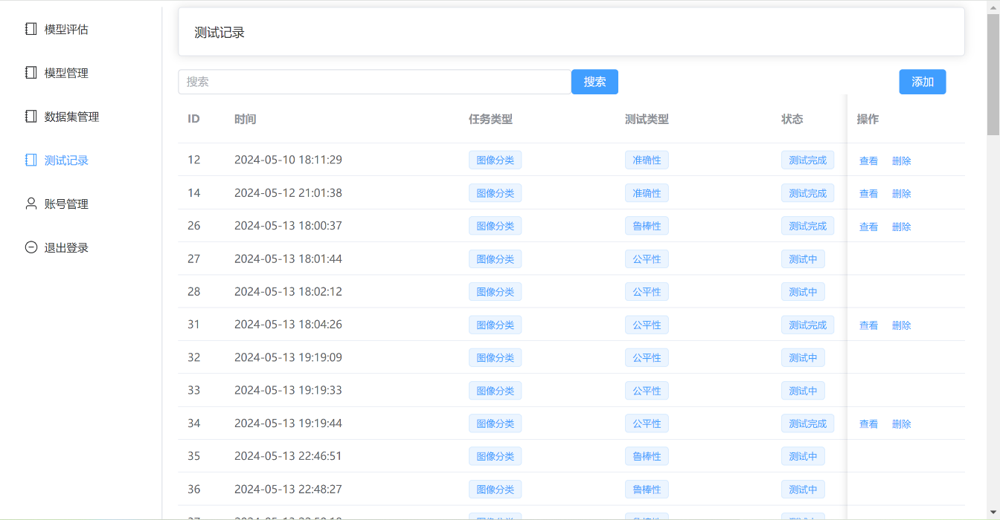 模型评估
模型管理
数据集管理
测试记录
账号管理
退出登录
测试记录
搜索 搜索 添加
ID 时间 任务类型 测试类型 状态 操作
12 2024-05-10 18:11:29 图像分类 准确性 测试完成 查看 删除
14 2024-05-12 21:01:38 图像分类 准确性 测试完成 查看 删除
26 2024-05-13 18:00:37 图像分类 鲁棒性 测试完成 查看 删除
27 2024-05-13 18:01:44 图像分类 公平性 测试中
28 2024-05-13 18:02:12 图像分类 公平性 测试中
31 2024-05-13 18:04:26 图像分类 公平性 测试完成 查看 删除
32 2024-05-13 19:19:09 图像分类 公平性 测试中
33 2024-05-13 19:19:33 图像分类 公平性 测试中
34 2024-05-13 19:19:44 图像分类 公平性 测试完成 查看 删除
35 2024-05-13 22:46:51 图像分类 鲁棒性 测试中
36 2024-05-13 22:48:27 图像分类 鲁棒性 测试中